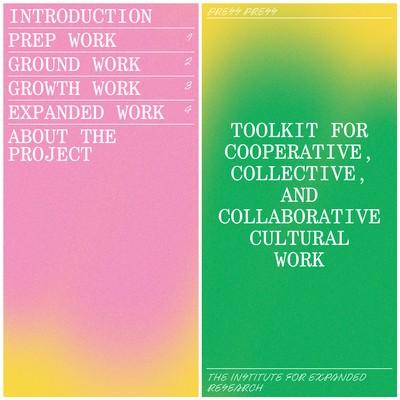 INTRODUCTION
PREP WORK 1
GROUND WORK 2
GROWTH WORK 3
EXPANDED WORK 4
ABOUT THE
PROJECT
PRESS PRESS
TOOLKIT FOR
COOPERATIVE,
COLLECTIVE,
AND
COLLABORATIVE
CULTURAL
WORK
THE INSTITUTE FOR EXPANDED
RESEARCH